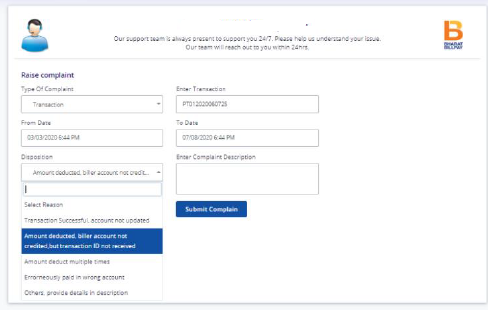 Our support team is always present to support you 24/7. Please help us understand your issue.
Our team will reach out to you within 24hrs.
BHARAT
BILLPAY
Raise complaint
Type Of Complaint
Enter Transaction
Transaction
PT012020060725
From Date
To Date
03/03/2020 6:44 PM
07/08/2020 6:44 PM
Disposition
Enter Complaint Description
Amount deducted, biller account not credit...
Select Reason
Submit Complain
Transaction Successful, account not updated
Amount deducted, biller account not
credited,but transaction ID not received
Amount deduct multiple times
Errorneously paid in wrong account
Others, provide details in description